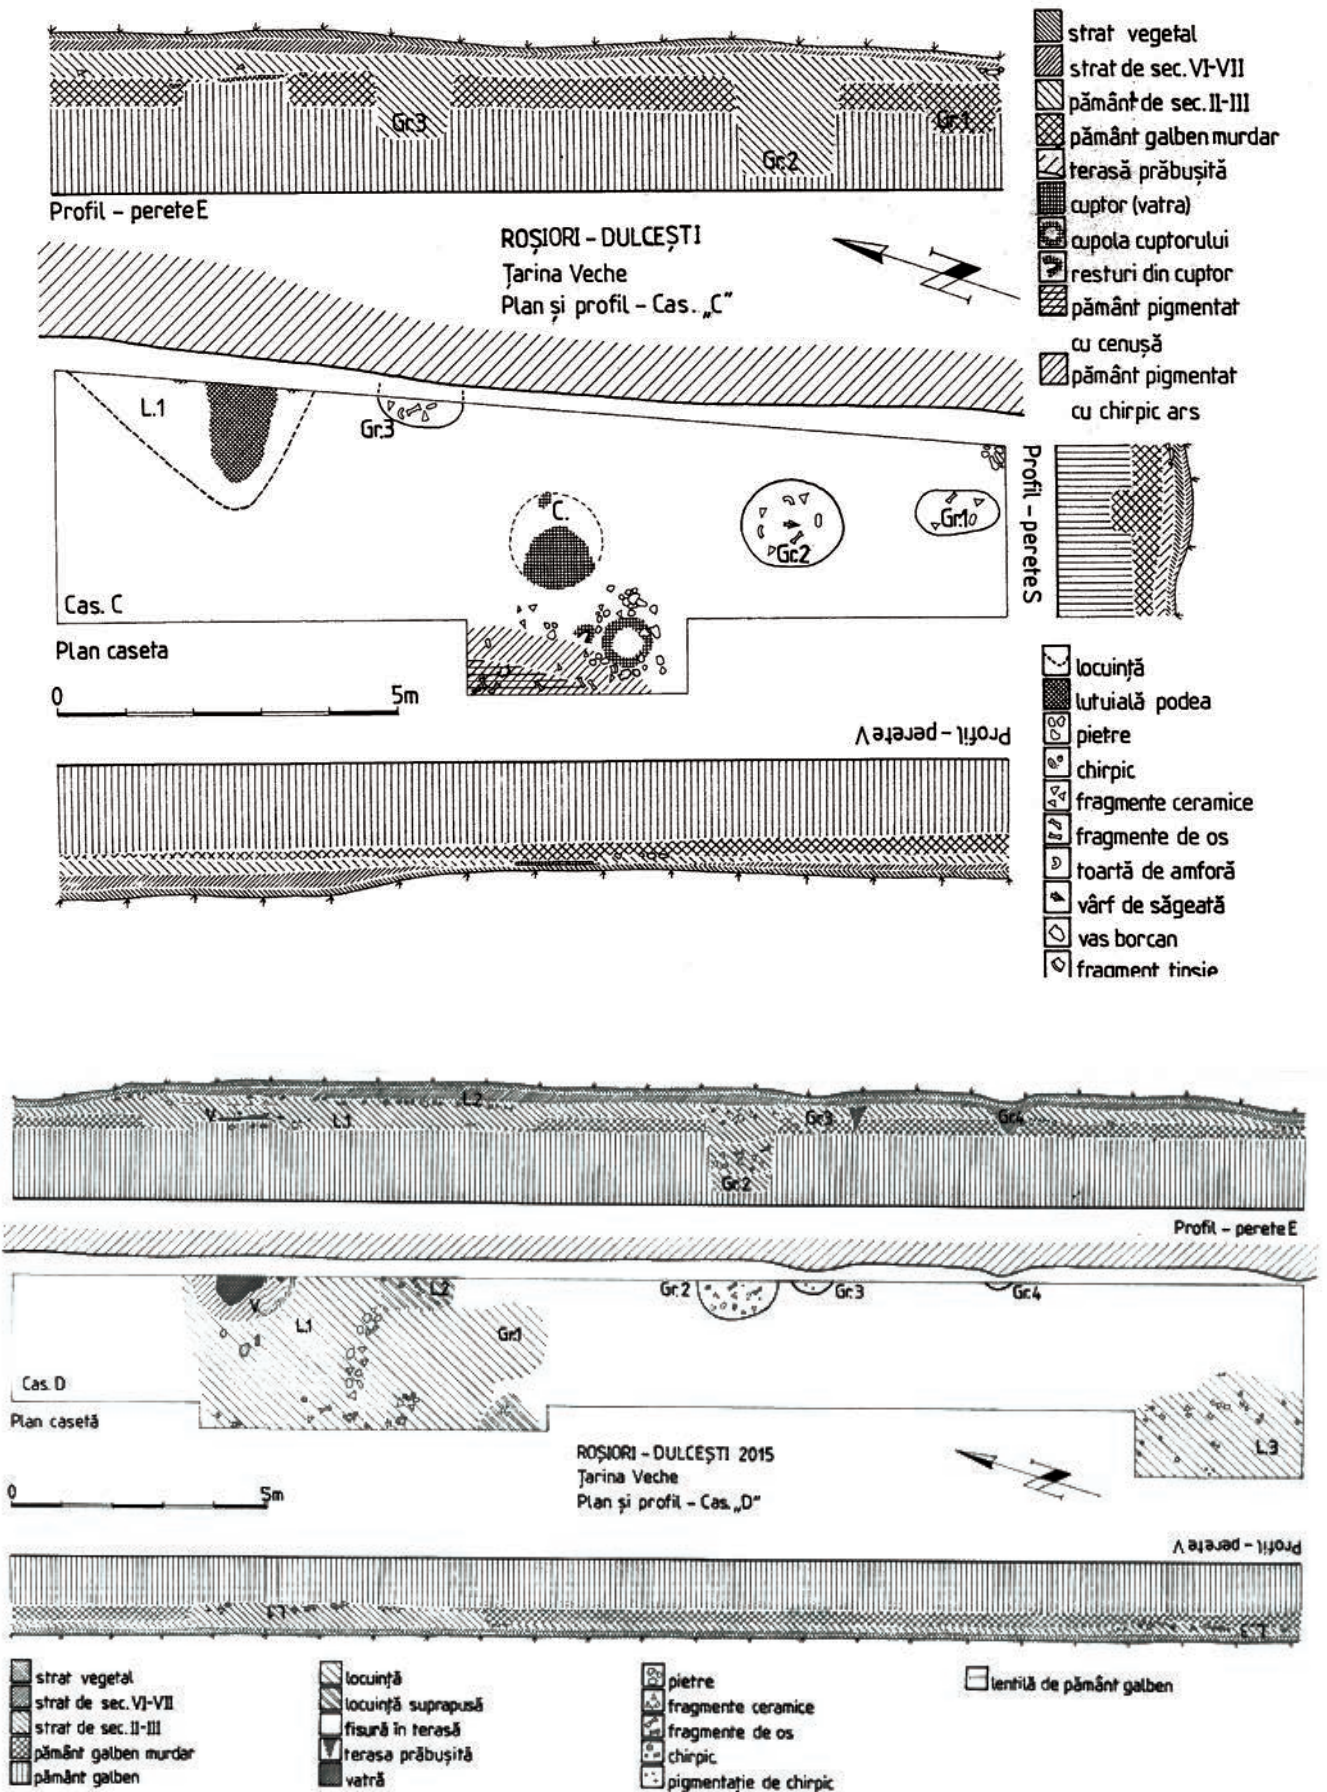 strat vegetal
strat de sec. VI-VII
pământ de sec. II-III
pământ galben murdar
terasă prăbușită
cuptor (vatra)
cupola cuptorului
resturi din cuptor
pământ pigmentat
cu cenușă
pământ pigmentat
cu chirpic ars
Gr.3
Gr.2
Gr.1
Profil - perete E
ROȘIORI - DULCEȘTI
Țarina Veche
Plan și profil - Cas. „C”
L.1
Gr.3
C.
Gr.2
Gr.1
Cas. C
Plan caseta
Profil - perete S
0 5m
Profil - perete V
locuință
lutuială podea
pietre
chirpic
fragmente ceramice
fragmente de os
toartă de amforă
vârf de săgeată
vas borcan
fragment tipsie
V.
L.1
L.2
Gr.2
Gr.3
Gr.4
Profil - perete E
V.
L.1
L.2
Gr.1
Gr.2
Gr.3
Gr.4
Cas. D
Plan casetă
L.3
ROȘIORI - DULCEȘTI 2015
Țarina Veche
Plan și profil - Cas. „D”
0 5m
Profil - perete V
L.1
L.3
strat vegetal
strat de sec. VI-VII
strat de sec. II-III
pământ galben murdar
pământ galben
locuință
locuință suprapusă
fisură în terasă
terasa prăbușită
vatră
pietre
fragmente ceramice
fragmente de os
chirpic
pigmentație de chirpic
lentilă de pământ galben